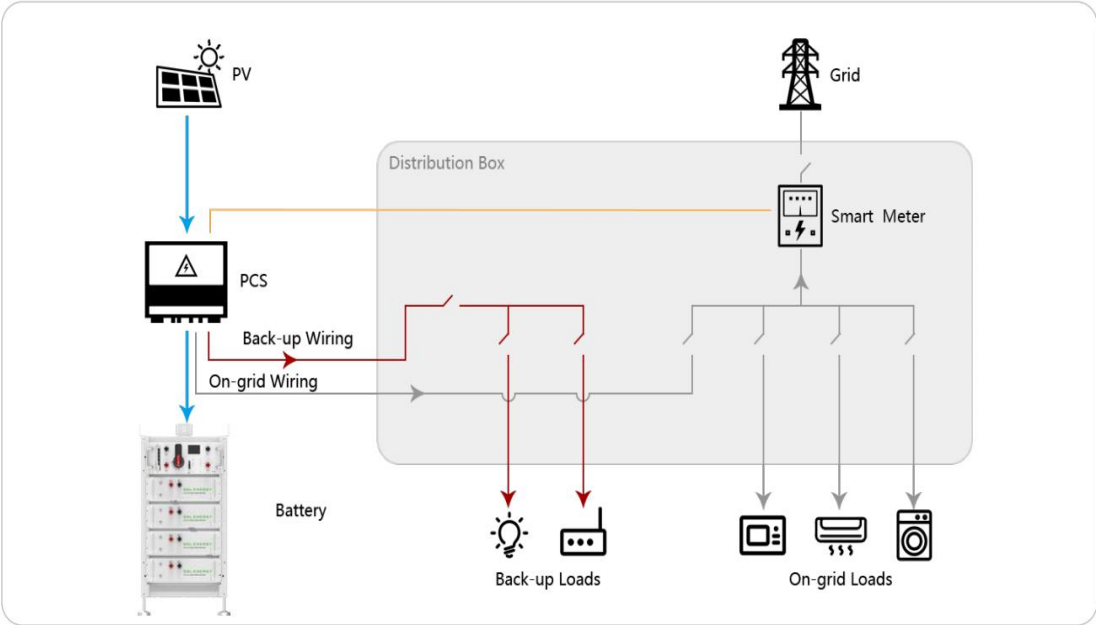 PV
Grid
Distribution Box
Smart Meter
PCS
Back-up Wiring
On-grid Wiring
Battery
Back-up Loads
On-grid Loads